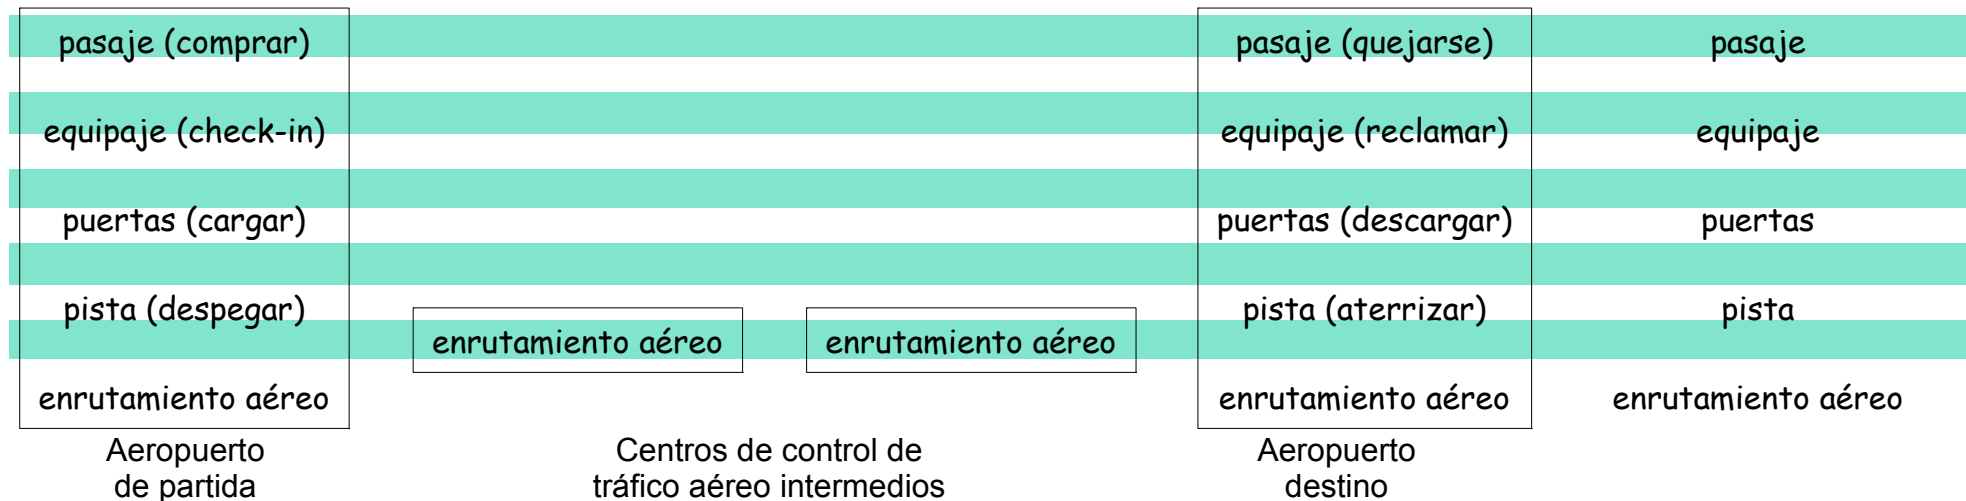 pasaje (comprar)
pasaje (quejarse)
pasaje
equipaje (check-in)
equipaje (reclamar)
equipaje
puertas (cargar)
puertas (descargar)
puertas
pista (despegar)
pista (aterrizar)
pista
enrutamiento aéreo
enrutamiento aéreo
enrutamiento aéreo
enrutamiento aéreo
enrutamiento aéreo
Aeropuerto
de partida
Centros de control de
tráfico aéreo intermedios
Aeropuerto
destino